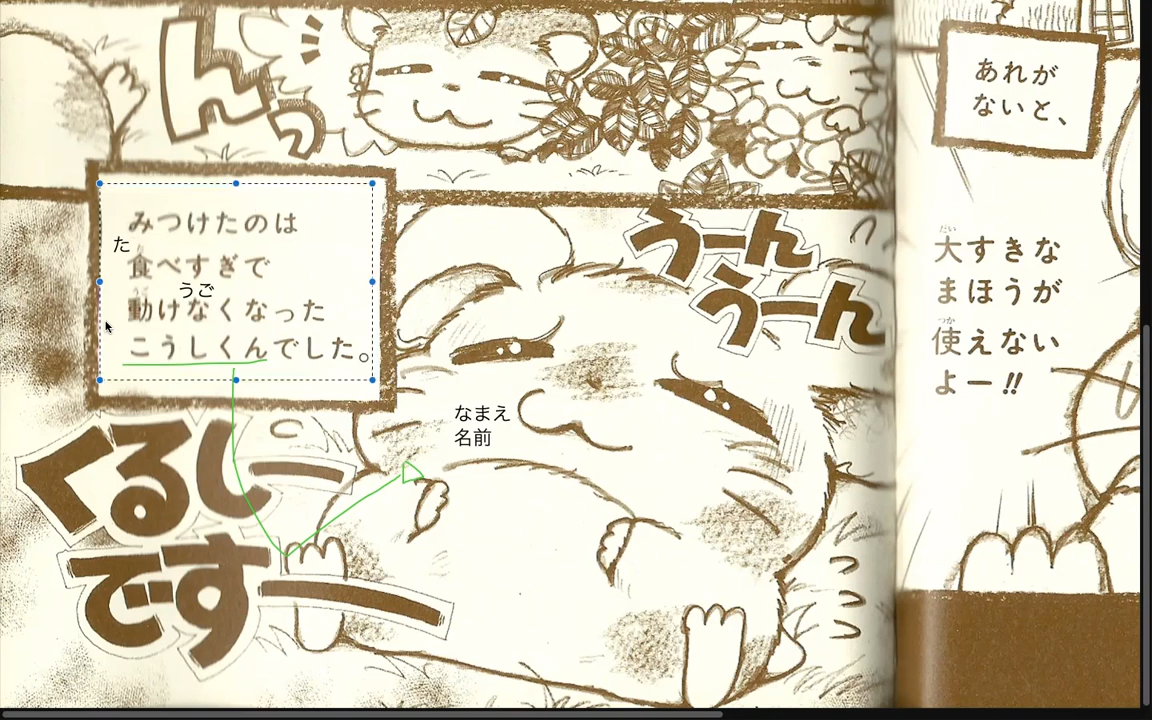 んっ
あれが
ないと、
大すきな
まほうが
使えない
よー!!
だい
つか
みつけたのは
食べすぎで
動けなくなった
こうしくんでした。
た
うご
うーん
うーん
なまえ
名前
くるしー
ですー